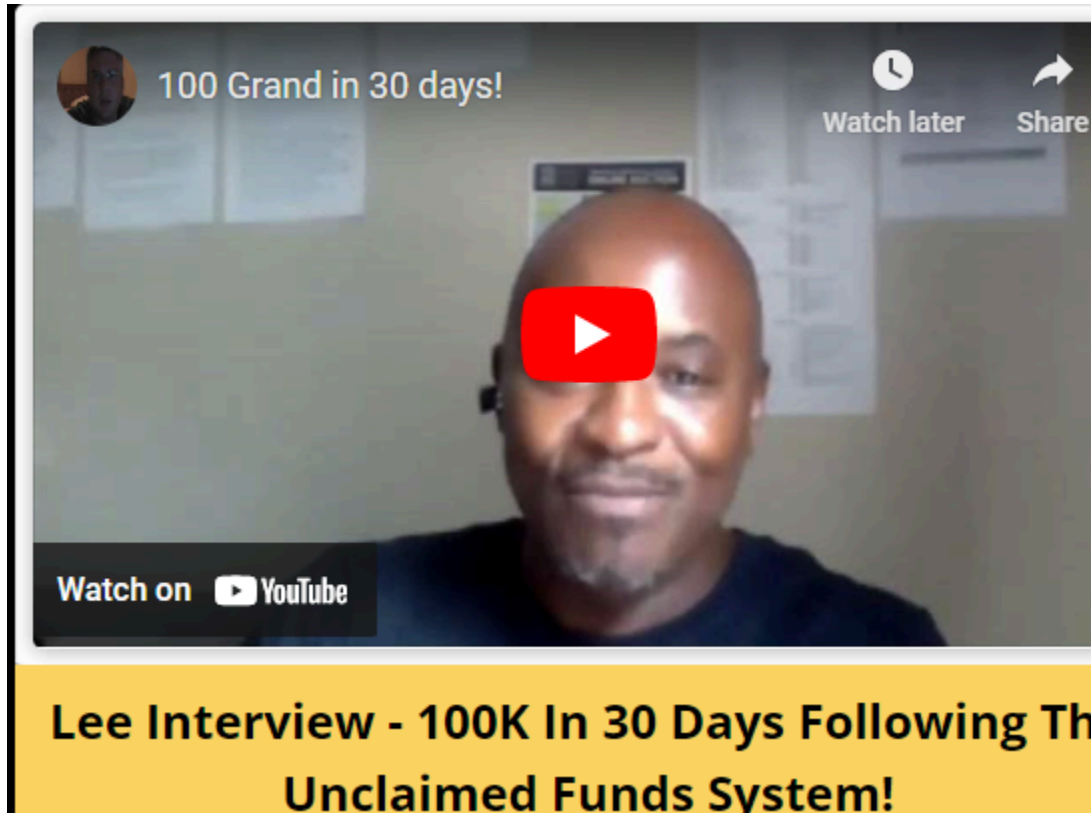 100 Grand in 30 days!
Watch later
Share
Watch on YouTube
Lee Interview - 100K In 30 Days Following Th
Unclaimed Funds System!